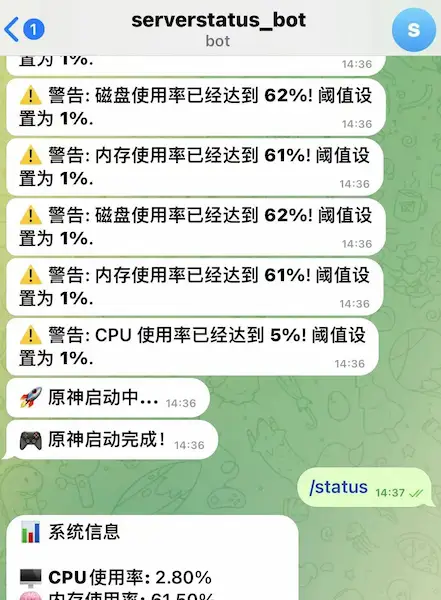 1
serverstatus_bot
bot
S
置为 1%.
14:36
⚠️ 警告: 磁盘使用率已经达到 62%! 阈值设
置为 1%.
14:36
⚠️ 警告: 内存使用率已经达到 61%! 阈值设
置为 1%.
14:36
⚠️ 警告: 磁盘使用率已经达到 62%! 阈值设
置为 1%.
14:36
⚠️ 警告: 内存使用率已经达到 61%! 阈值设
置为 1%.
14:36
⚠️ 警告: CPU 使用率已经达到 5%! 阈值设
置为 1%.
14:36
🚀 原神启动中... 14:36
🎮 原神启动完成! 14:36
/status 14:37
📊 系统信息
🖥️ CPU使用率: 2.80%
🧠 内存使用率: 61.50%